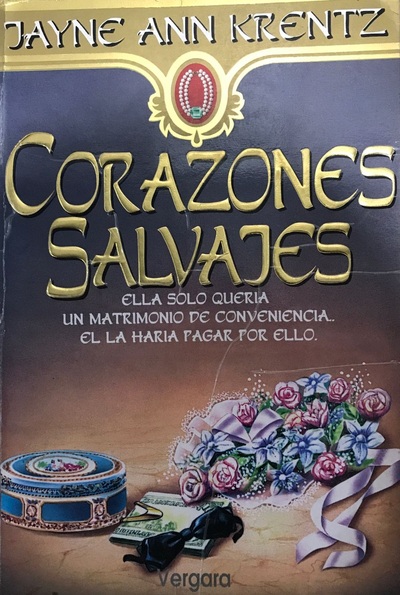 JAYNE ANN KRENTZ
CORAZONES
SALVAJES
ELLA SOLO QUERIA
UN MATRIMONIO DE CONVENIENCIA..
EL LA HARIA PAGAR POR ELLO.
Vergara